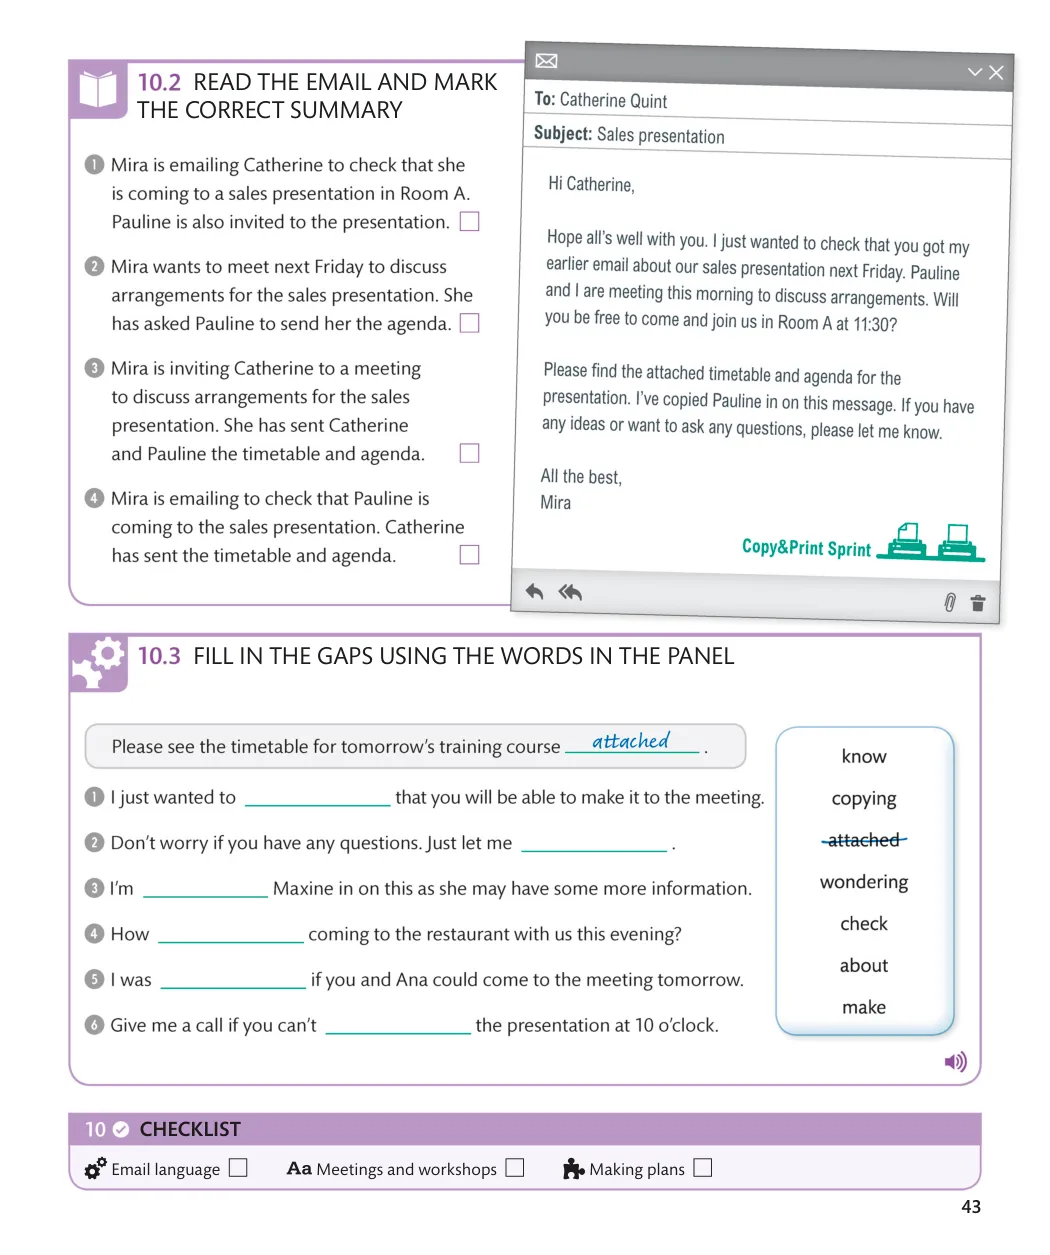 10.2 READ THE EMAIL AND MARK
THE CORRECT SUMMARY
1 Mira is emailing Catherine to check that she
is coming to a sales presentation in Room A.
Pauline is also invited to the presentation.
2 Mira wants to meet next Friday to discuss
arrangements for the sales presentation. She
has asked Pauline to send her the agenda.
3 Mira is inviting Catherine to a meeting
to discuss arrangements for the sales
presentation. She has sent Catherine
and Pauline the timetable and agenda.
4 Mira is emailing to check that Pauline is
coming to the sales presentation. Catherine
has sent the timetable and agenda.
To: Catherine Quint
Subject: Sales presentation
Hi Catherine,
Hope all's well with you. I just wanted to check that you got my
earlier email about our sales presentation next Friday. Pauline
and I are meeting this morning to discuss arrangements. Will
you be free to come and join us in Room A at 11:30?
Please find the attached timetable and agenda for the
presentation. I've copied Pauline in on this message. If you have
any ideas or want to ask any questions, please let me know.
All the best,
Mira
Copy&Print Sprint
10.3 FILL IN THE GAPS USING THE WORDS IN THE PANEL
Please see the timetable for tomorrow's training course attached .
1 I just wanted to ______ that you will be able to make it to the meeting.
2 Don't worry if you have any questions. Just let me ______ .
3 I'm ______ Maxine in on this as she may have some more information.
4 How ______ coming to the restaurant with us this evening?
5 I was ______ if you and Ana could come to the meeting tomorrow.
6 Give me a call if you can't ______ the presentation at 10 o'clock.
know
copying
attached
wondering
check
about
make
10 CHECKLIST
Email language Aa Meetings and workshops Making plans
43